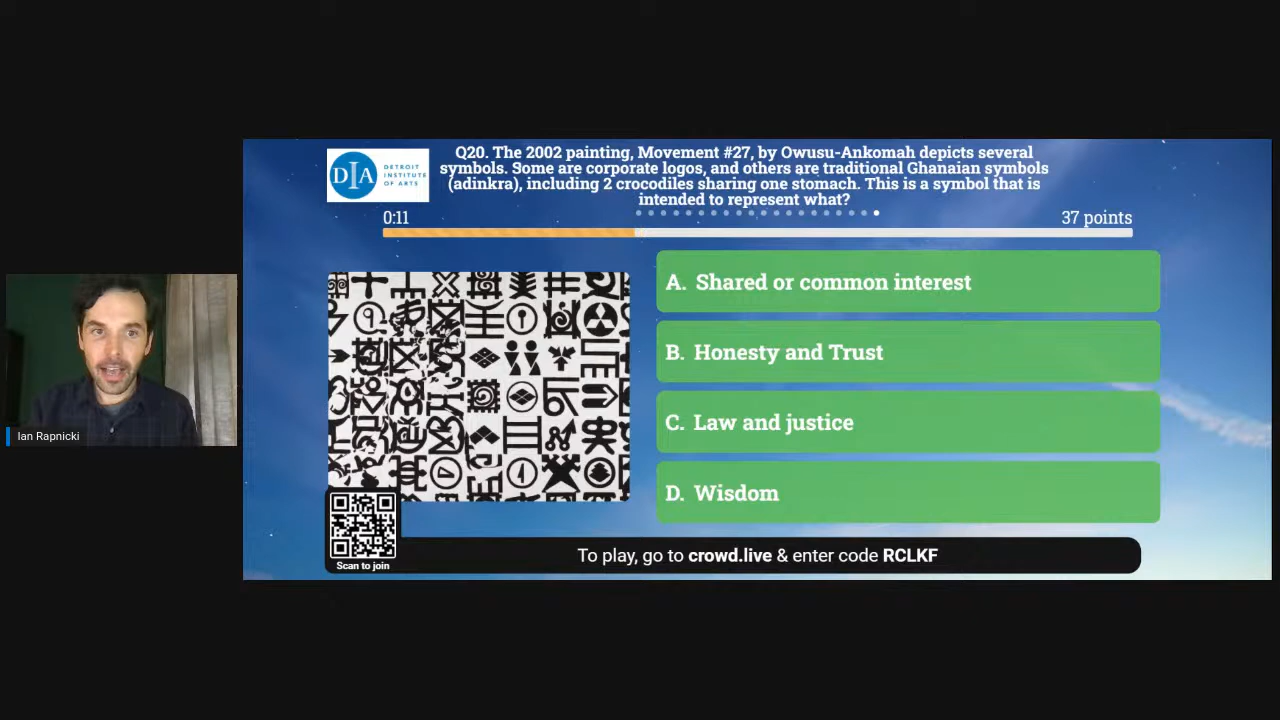 Q20. The 2002 painting, Movement #27, by Owusu-Ankomah depicts several
symbols. Some are corporate logos, and others are traditional Ghanaian symbols
(adinkra), including 2 crocodiles sharing one stomach. This is a symbol that is
intended to represent what?
DIA
DETROIT
INSTITUTE
OF ARTS
0:11
37 points
A. Shared or common interest
B. Honesty and Trust
C. Law and justice
D. Wisdom
Ian Rapnicki
Scan to join
To play, go to crowd.live & enter code RCLKF